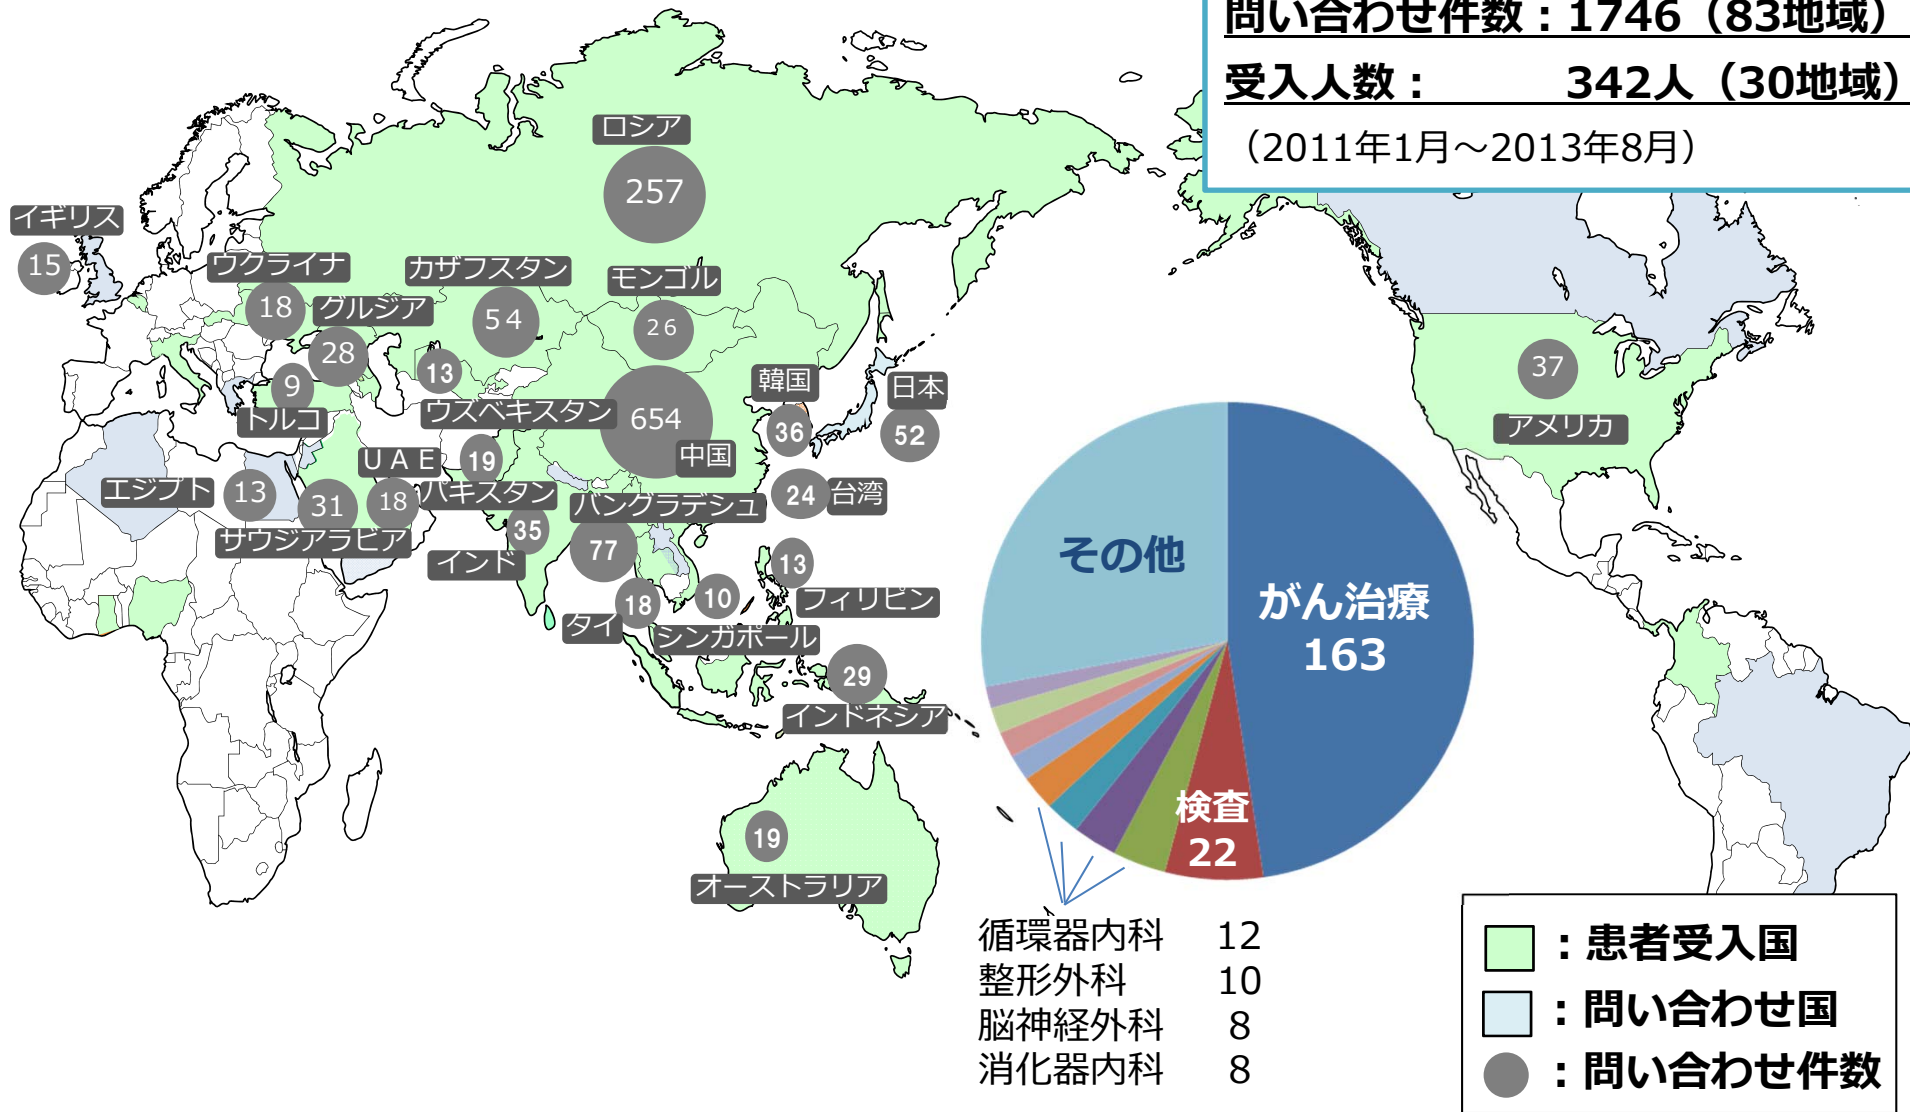 問い合わせ件数：1746（83地域）
受入人数：　342人（30地域）
（2011年1月～2013年8月）
ロシア
257
イギリス
15
ウクライナ
18
グルジア
28
カザフスタン
54
モンゴル
26
9
トルコ
13
ウズベキスタン
654
中国
韓国
36
日本
52
37
アメリカ
エジプト
13
31
サウジアラビア
ＵＡＥ
18
19
パキスタン
35
インド
バングラデシュ
77
24
台湾
13
フィリピン
18
タイ
10
シンガポール
29
インドネシア
19
オーストラリア
その他
がん治療
163
検査
22
循環器内科　12
整形外科　10
脳神経外科　8
消化器内科　8
：患者受入国
：問い合わせ国
：問い合わせ件数